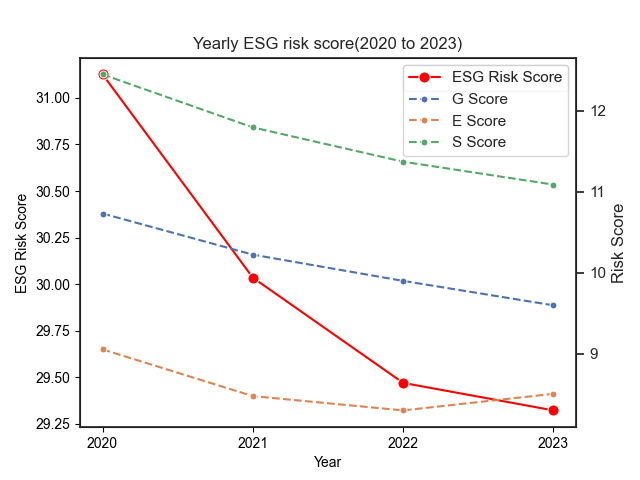 Yearly ESG risk score(2020 to 2023)
ESG Risk Score
G Score
E Score
S Score
31.00
30.75
30.50
30.25
30.00
29.75
29.50
29.25
ESG Risk Score
12
11
10
9
Risk Score
2020
2021
2022
2023
Year